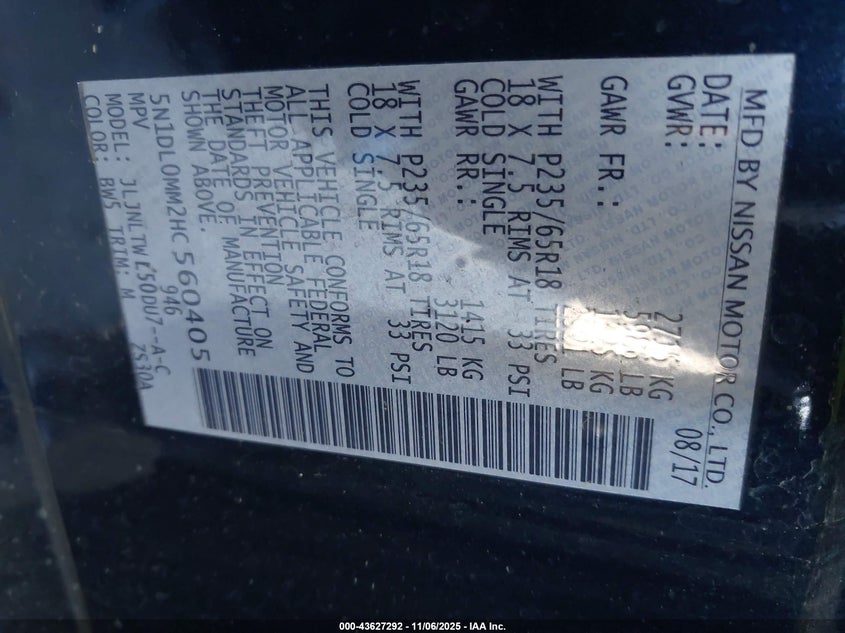 MFD BY NISSAN MOTOR CO., LTD.
DATE: 08/17
GVWR: KG
LB
GAWR FR.: KG
LB
WITH P235/65R18 TIRES
18 X 7.5 RIMS AT 33 PSI
COLD SINGLE
GAWR RR.: 1415 KG
3120 LB
WITH P235/65R18 TIRES
18 X 7.5 RIMS AT 33 PSI
COLD SINGLE
THIS VEHICLE CONFORMS TO
ALL APPLICABLE FEDERAL
MOTOR VEHICLE SAFETY AND
THEFT PREVENTION
STANDARDS IN EFFECT ON
THE DATE OF MANUFACTURE
SHOWN ABOVE.
5N1DL0MM2HC560405
MPV 946
MODEL: JLJNLTWL50DU7--A-C
COLOR: BW5 TRIM: M 2S30A
000-43627292 - 11/06/2025 - IAA Inc.